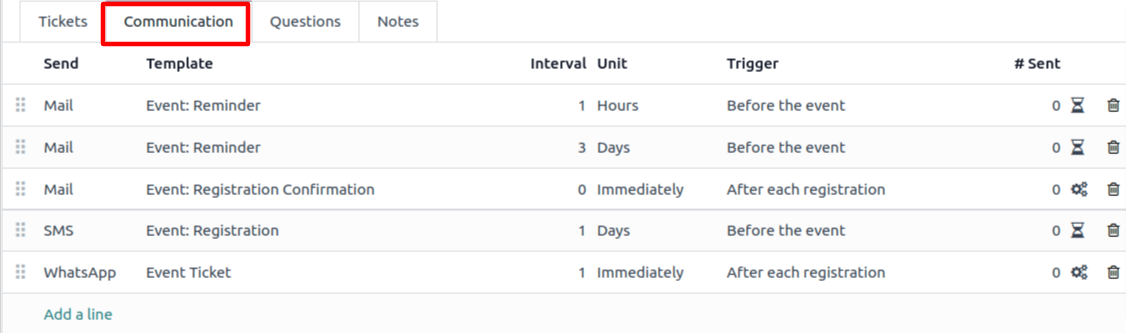 Tickets Communication Questions Notes
Send Template Interval Unit Trigger # Sent
Mail Event: Reminder 1 Hours Before the event 0
Mail Event: Reminder 3 Days Before the event 0
Mail Event: Registration Confirmation 0 Immediately After each registration 0
SMS Event: Registration 1 Days Before the event 0
WhatsApp Event Ticket 1 Immediately After each registration 0
Add a line